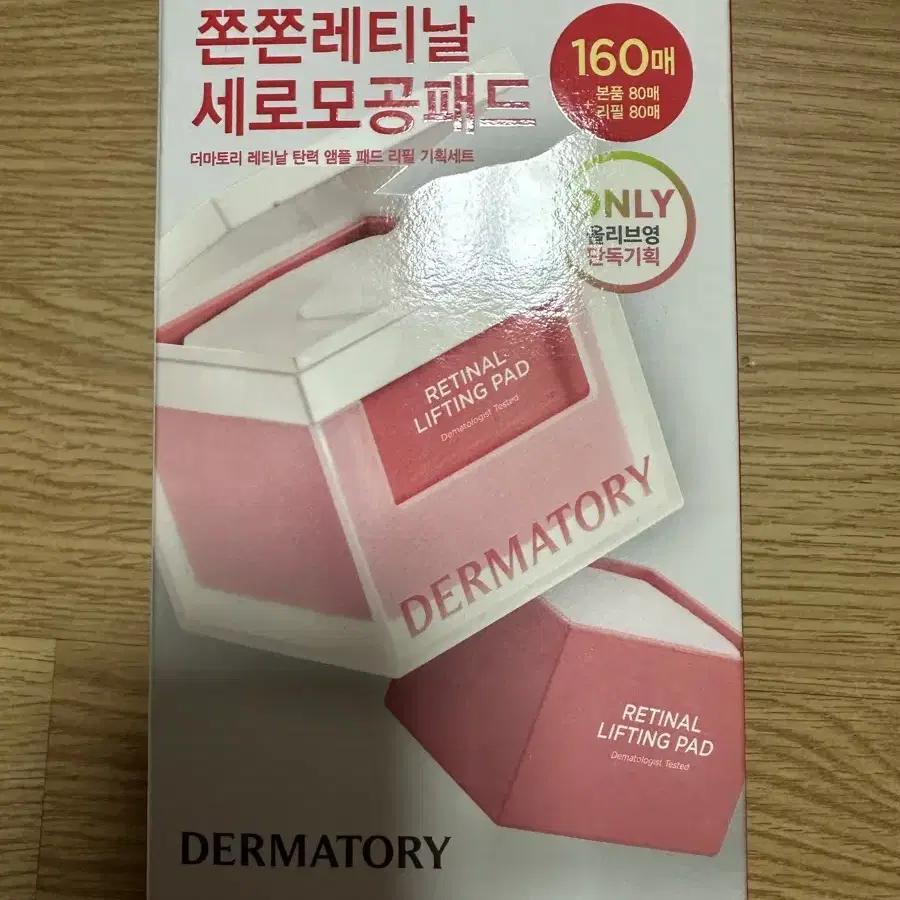 쫀쫀레티날
세로모공패드
더마토리 레티날 탄력 앰플 패드 리필 기획세트
160매
본품 80매
+
리필 80매
ONLY
올리브영
단독기획
RETINAL
LIFTING PAD
Dematologist Tested
DERMATORY
RETINAL
LIFTING PAD
Dematologist Tested
DERMATORY